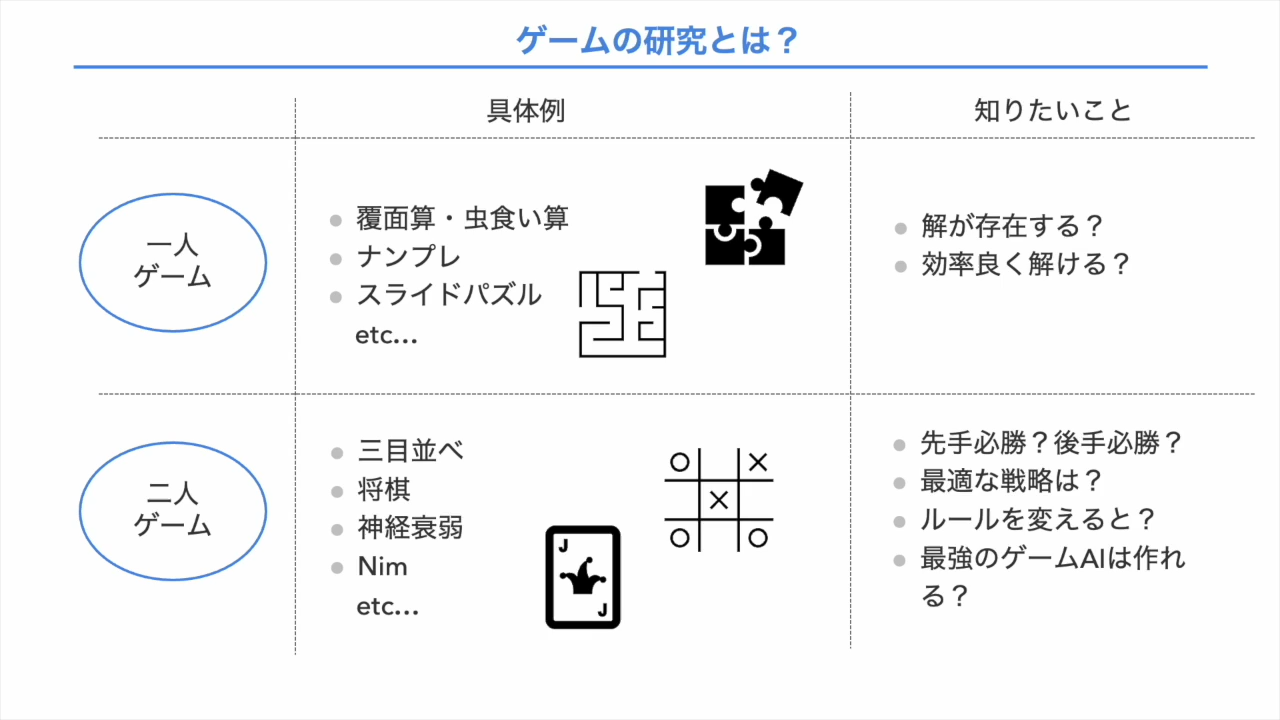 ゲームの研究とは？
具体例
知りたいこと
一人
ゲーム
覆面算・虫食い算
ナンプレ
スライドパズル
etc…
解が存在する？
効率良く解ける？
二人
ゲーム
三目並べ
将棋
神経衰弱
Nim
etc…
J
J
先手必勝？後手必勝？
最適な戦略は？
ルールを変えると？
最強のゲームAIは作れ
る？